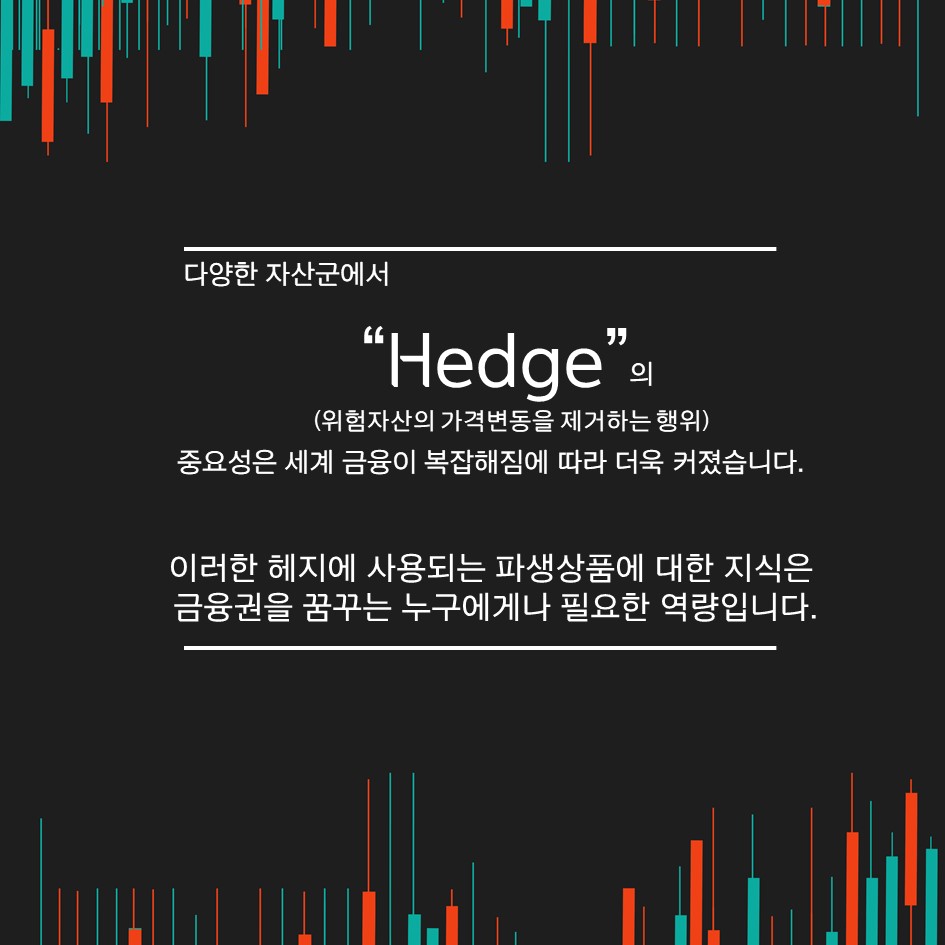 다양한 자산군에서
“Hedge”의
(위험자산의 가격변동을 제거하는 행위)
중요성은 세계 금융이 복잡해짐에 따라 더욱 커졌습니다.
이러한 헤지에 사용되는 파생상품에 대한 지식은
금융권을 꿈꾸는 누구에게나 필요한 역량입니다.